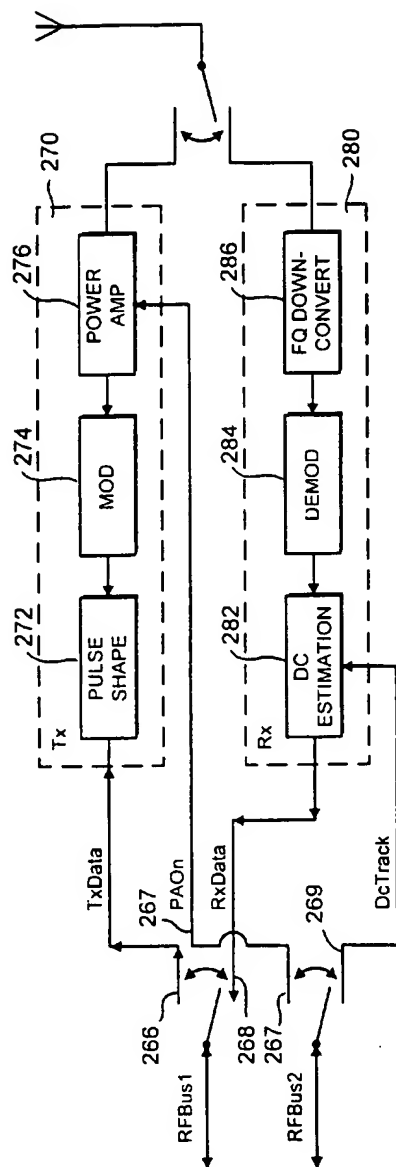 270
276
POWER
AMP
274
MOD
272
PULSE
SHAPE
Tx
280
286
FQ DOWN-
CONVERT
284
DEMOD
282
DC
ESTIMATION
Rx
TxData
PAOn
267
RxData
DcTrack
266
268
267
269
RFBus1
RFBus2